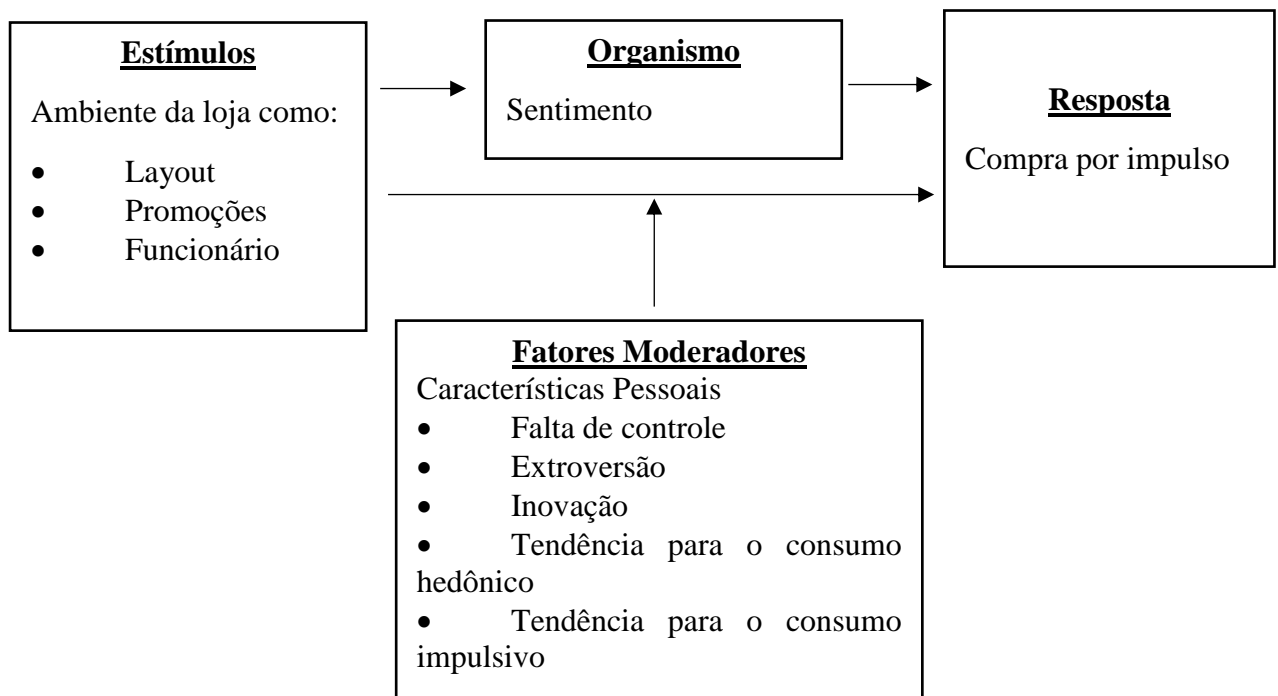 Estímulos
Ambiente da loja como:
• Layout
• Promoções
• Funcionário
Organismo
Sentimento
Resposta
Compra por impulso
Fatores Moderadores
Características Pessoais
• Falta de controle
• Extroversão
• Inovação
• Tendência para o consumo
hedônico
• Tendência para o consumo
impulsivo